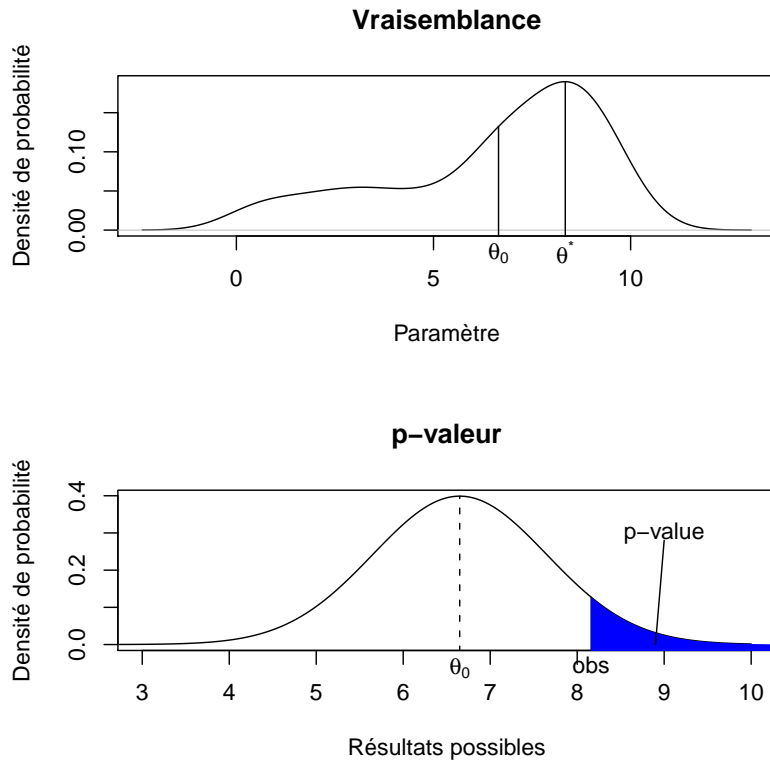 Vraisemblance
Densité de probabilité
0.00
0.10
0
5
10
θ0
θ*
Paramètre
p−valeur
Densité de probabilité
0.0
0.2
0.4
p−value
3
4
5
6
7
8
9
10
θ0
obs
Résultats possibles